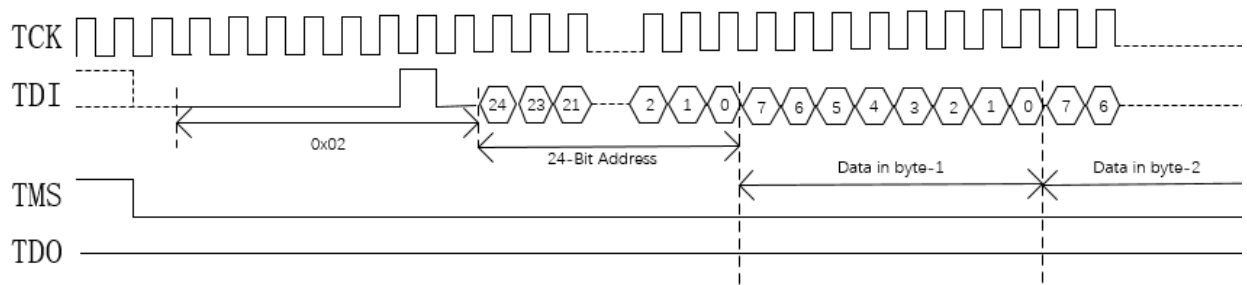 TCK
TDI 24 23 21 2 1 0 7 6 5 4 3 2 1 0 7 6
0x02
24-Bit Address
Data in byte-1 Data in byte-2
TMS
TDO